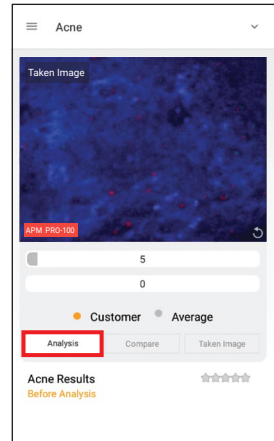 Acne
Taken Image
APM PRO-100
5
0
Customer Average
Analysis Compare Taken Image
Acne Results
Before Analysis